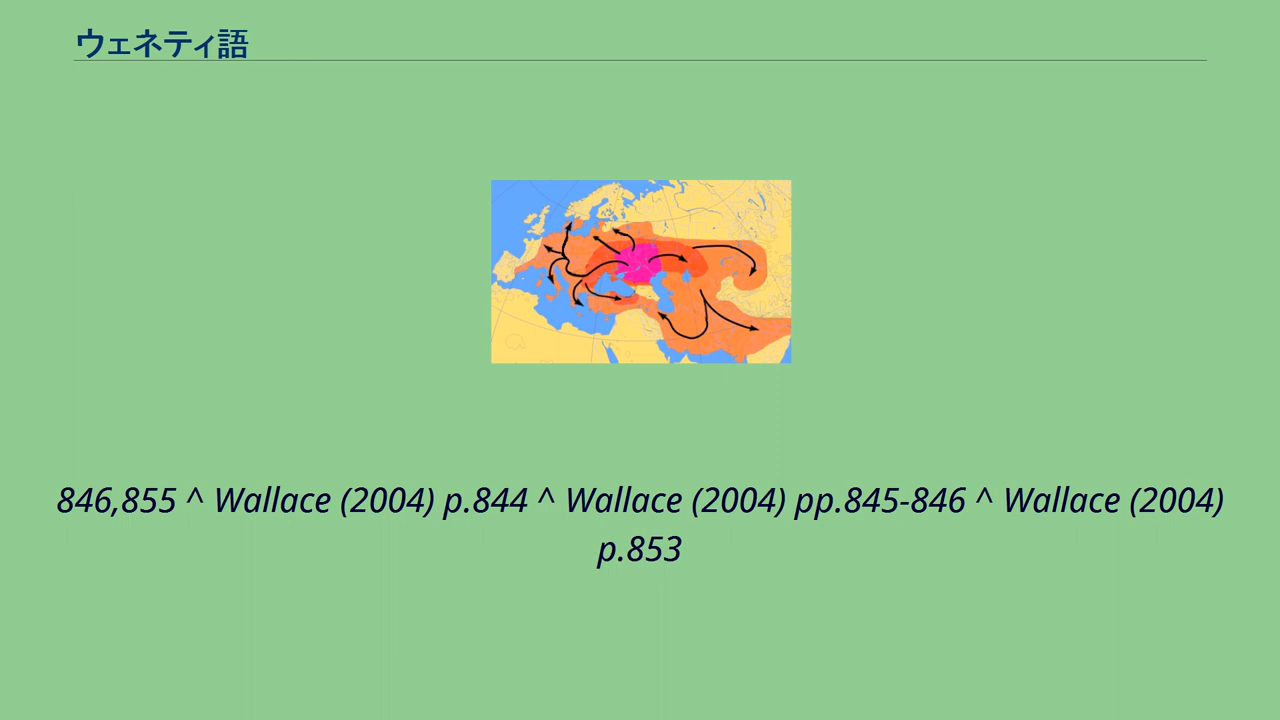 ウェネティ語
846,855 ^ Wallace (2004) p.844 ^ Wallace (2004) pp.845-846 ^ Wallace (2004)
p.853